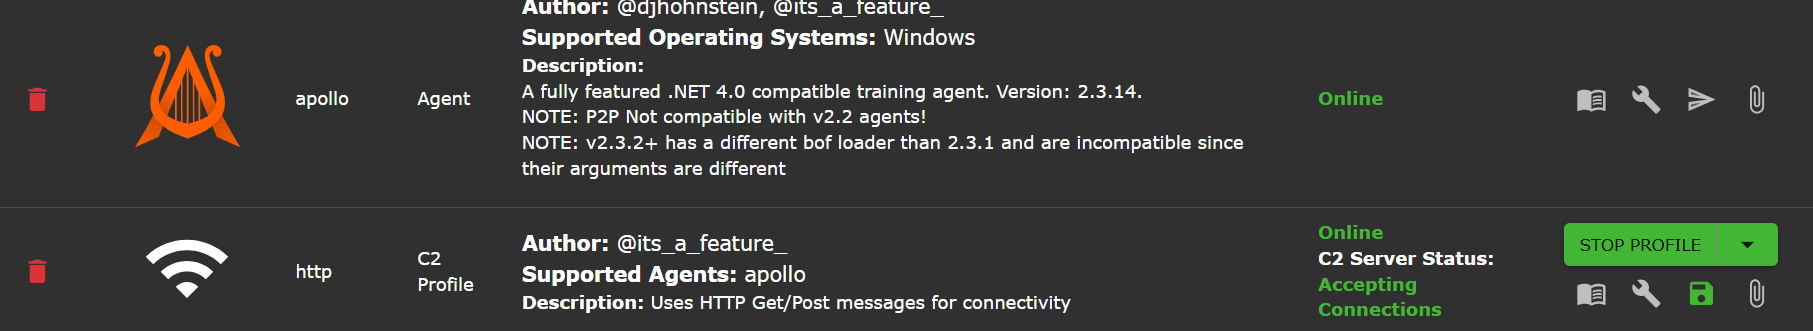 Author: @djhohnstein, @its_a_feature_
Supported Operating Systems: Windows
Description:
apollo
Agent
A fully featured .NET 4.0 compatible training agent. Version: 2.3.14.
NOTE: P2P Not compatible with v2.2 agents!
NOTE: v2.3.2+ has a different bof loader than 2.3.1 and are incompatible since
their arguments are different
Online
http
C2
Profile
Author: @its_a_feature_
Supported Agents: apollo
Description: Uses HTTP Get/Post messages for connectivity
Online
C2 Server Status:
Accepting
Connections
STOP PROFILE